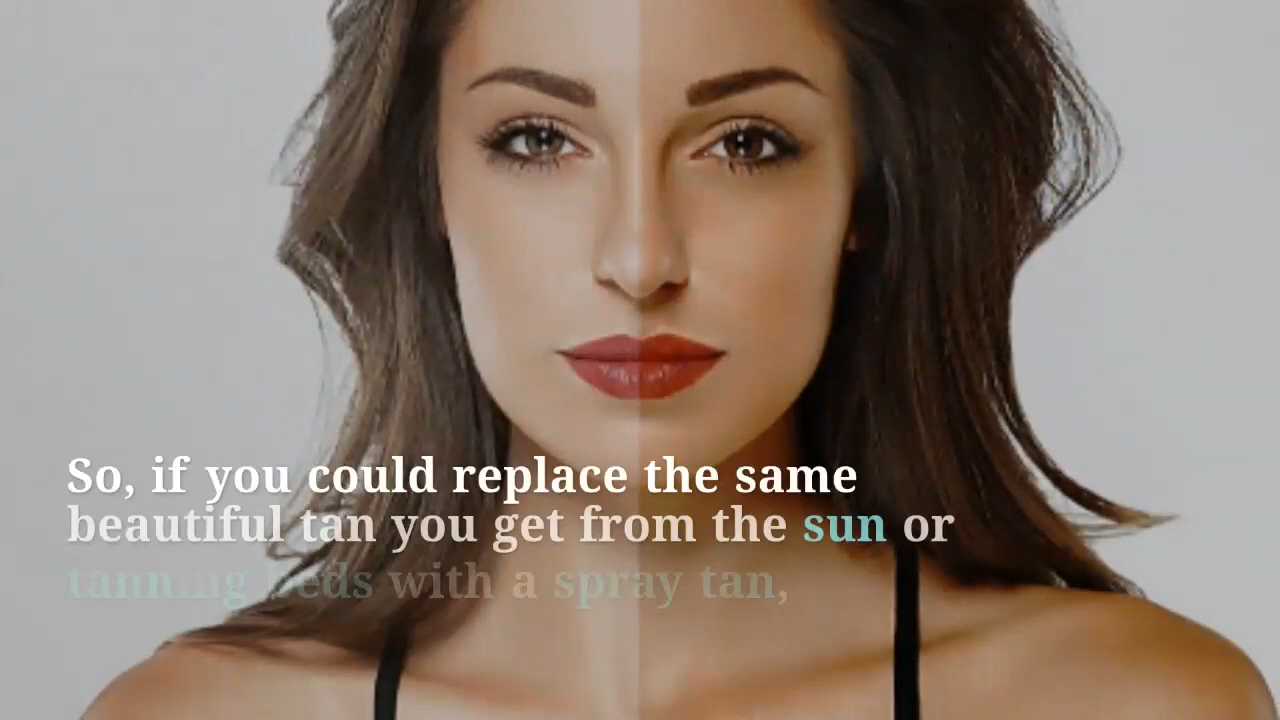 So, if you could replace the same
beautiful tan you get from the sun or
tanning beds with a spray tan,